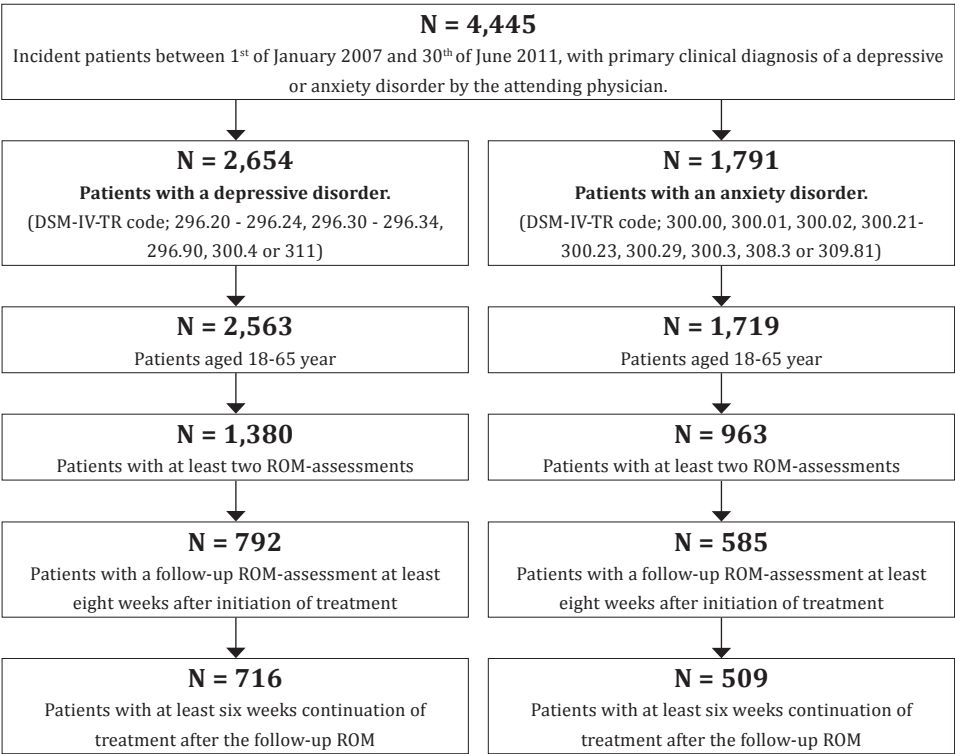 N = 4,445
Incident patients between 1st of January 2007 and 30th of June 2011, with primary clinical diagnosis of a depressive
or anxiety disorder by the attending physician.
N = 2,654
Patients with a depressive disorder.
(DSM-IV-TR code; 296.20 - 296.24, 296.30 - 296.34,
296.90, 300.4 or 311)
N = 1,791
Patients with an anxiety disorder.
(DSM-IV-TR code; 300.00, 300.01, 300.02, 300.21-
300.23, 300.29, 300.3, 308.3 or 309.81)
N = 2,563
Patients aged 18-65 year
N = 1,719
Patients aged 18-65 year
N = 1,380
Patients with at least two ROM-assessments
N = 963
Patients with at least two ROM-assessments
N = 792
Patients with a follow-up ROM-assessment at least
eight weeks after initiation of treatment
N = 585
Patients with a follow-up ROM-assessment at least
eight weeks after initiation of treatment
N = 716
Patients with at least six weeks continuation of
treatment after the follow-up ROM
N = 509
Patients with at least six weeks continuation of
treatment after the follow-up ROM